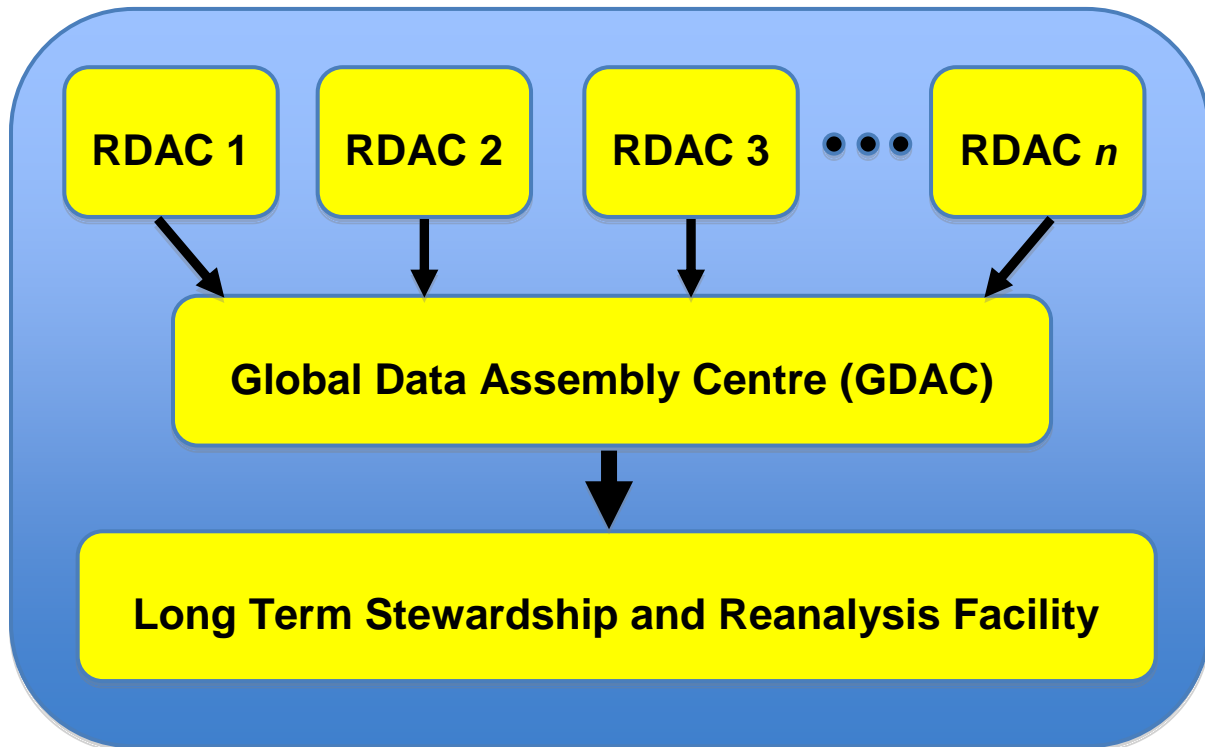 RDAC 1
RDAC 2
RDAC 3
RDAC n
Global Data Assembly Centre (GDAC)
Long Term Stewardship and Reanalysis Facility